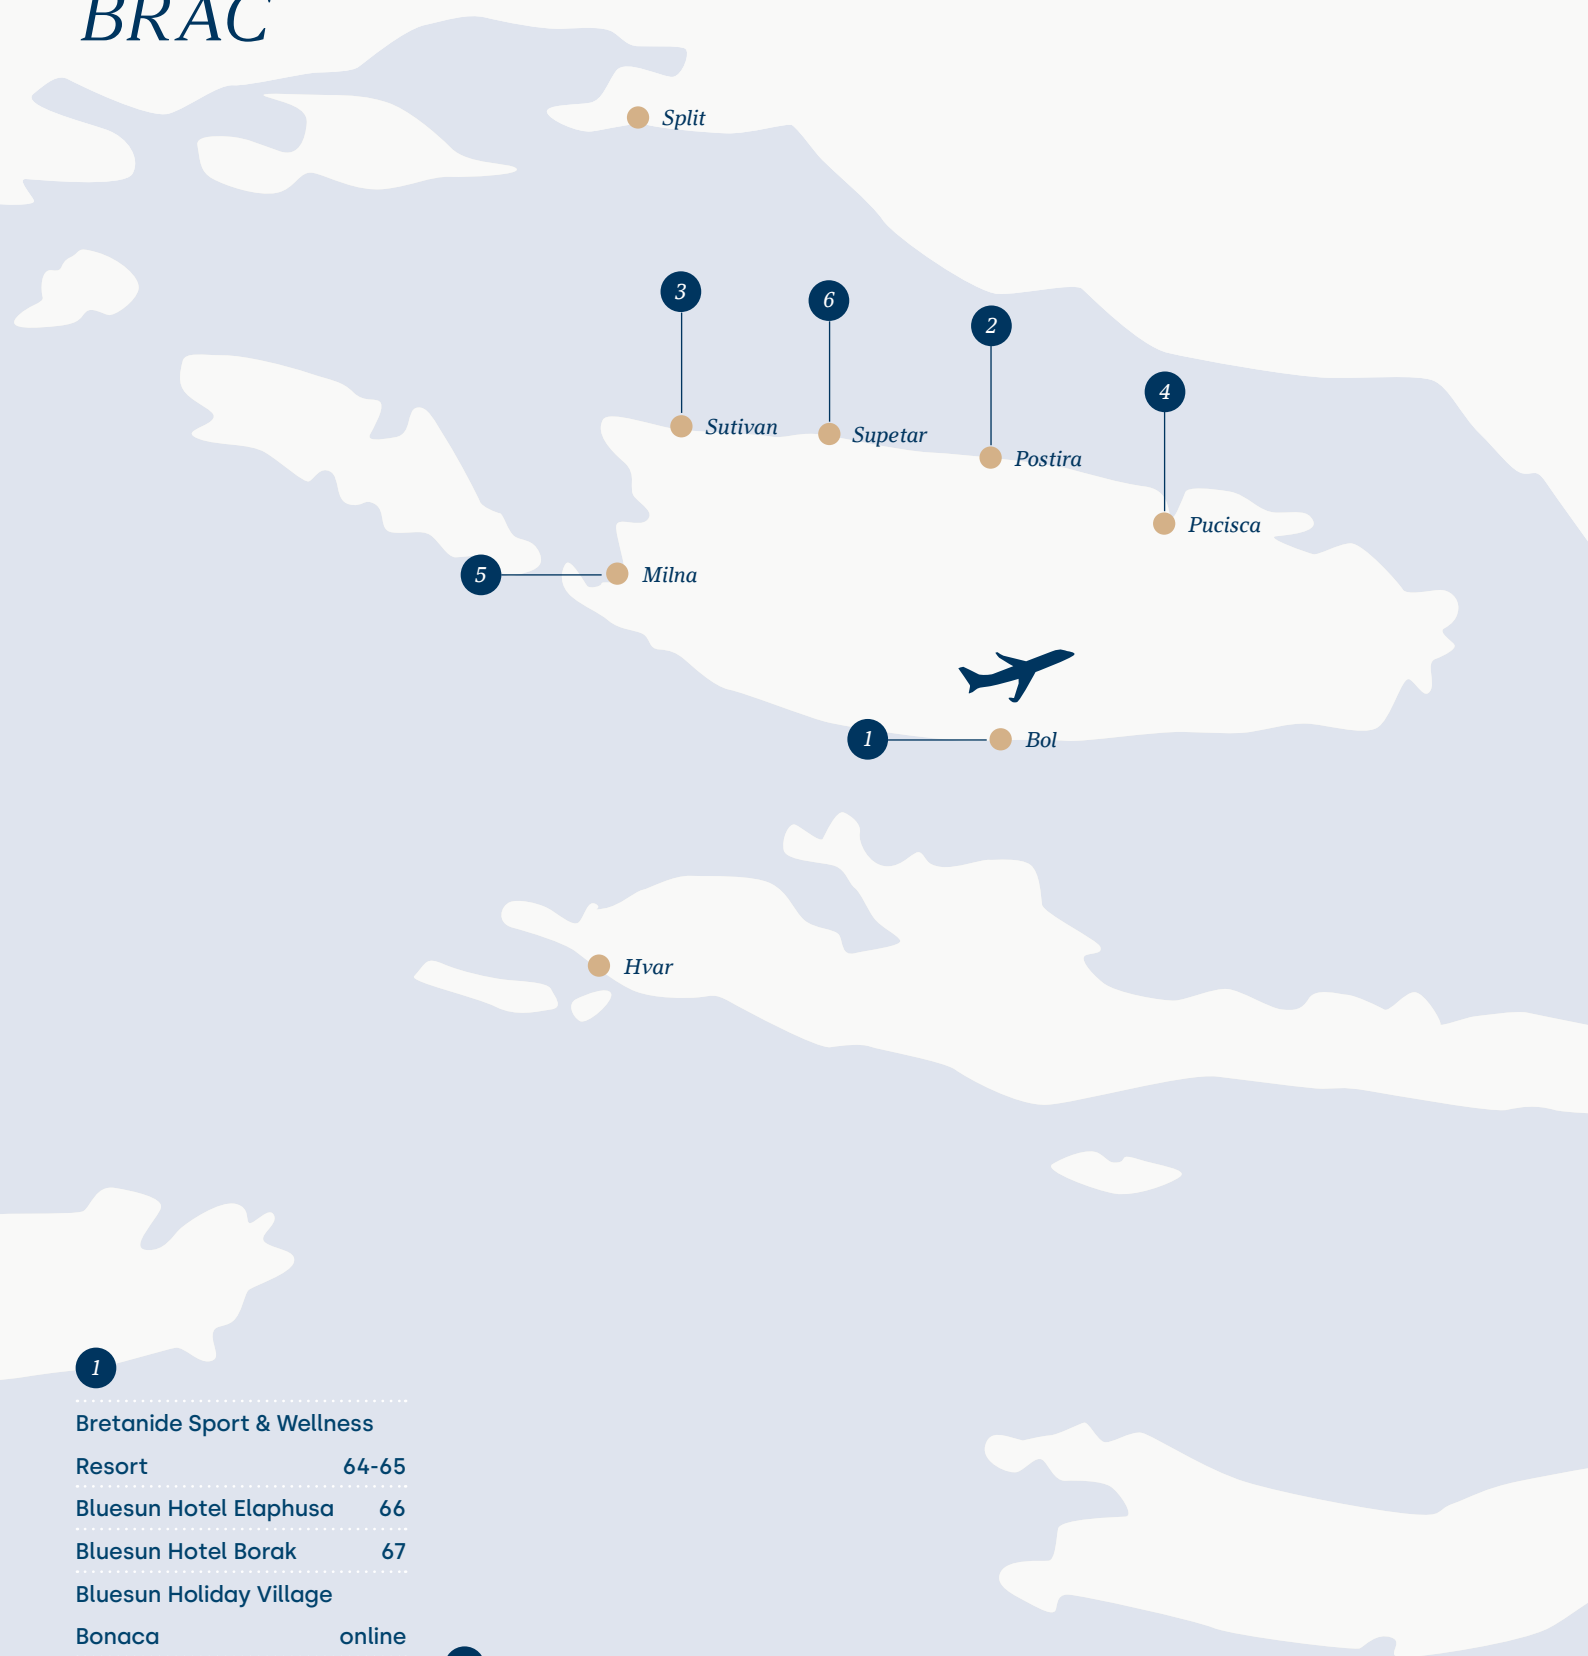 BRAC
Split
3
6
2
4
Sutivan
Supetar
Postira
Pucisca
5
Milna
1
Bol
Hvar
1
Bretanide Sport & Wellness
Resort 64-65
Bluesun Hotel Elaphusa 66
Bluesun Hotel Borak 67
Bluesun Holiday Village
Bonaca online